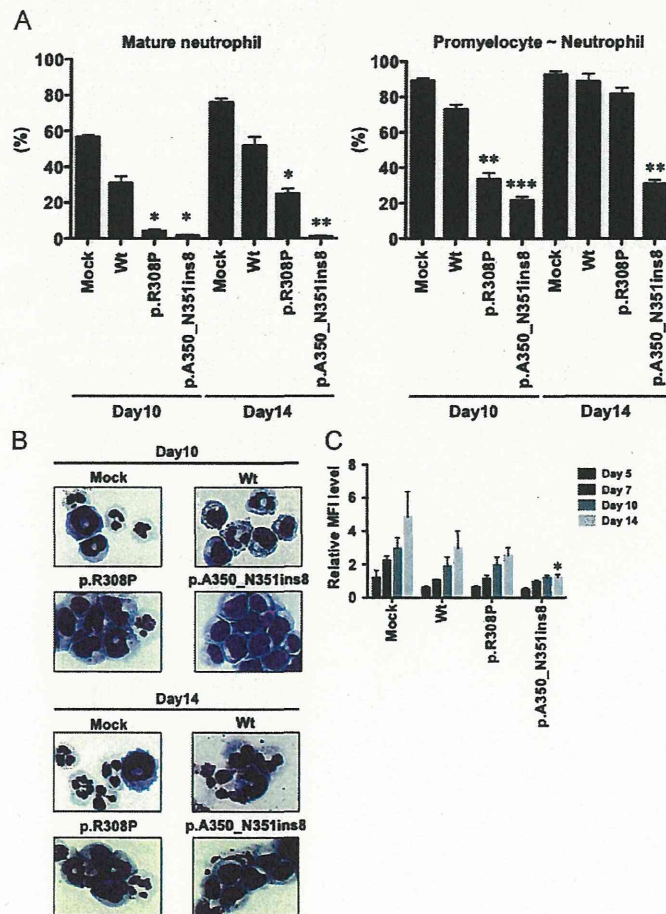 A
Mature neutrophil
100
80
60
40
20
0
(%)
* * * **
Mock
Wt
p.R308P
p.A350_N351ins8
Mock
Wt
p.R308P
p.A350_N351ins8
Day10 Day14
Promyelocyte ~ Neutrophil
100
80
60
40
20
0
(%)
** *** **
Mock
Wt
p.R308P
p.A350_N351ins8
Mock
Wt
p.R308P
p.A350_N351ins8
Day10 Day14
B
Day10
Mock Wt
p.R308P p.A350_N351ins8
Day14
Mock Wt
p.R308P p.A350_N351ins8
C
Relative MFI level
8
6
4
2
0
Day 5
Day 7
Day 10
Day 14
*
Mock
Wt
p.R308P
p.A350_N351ins8